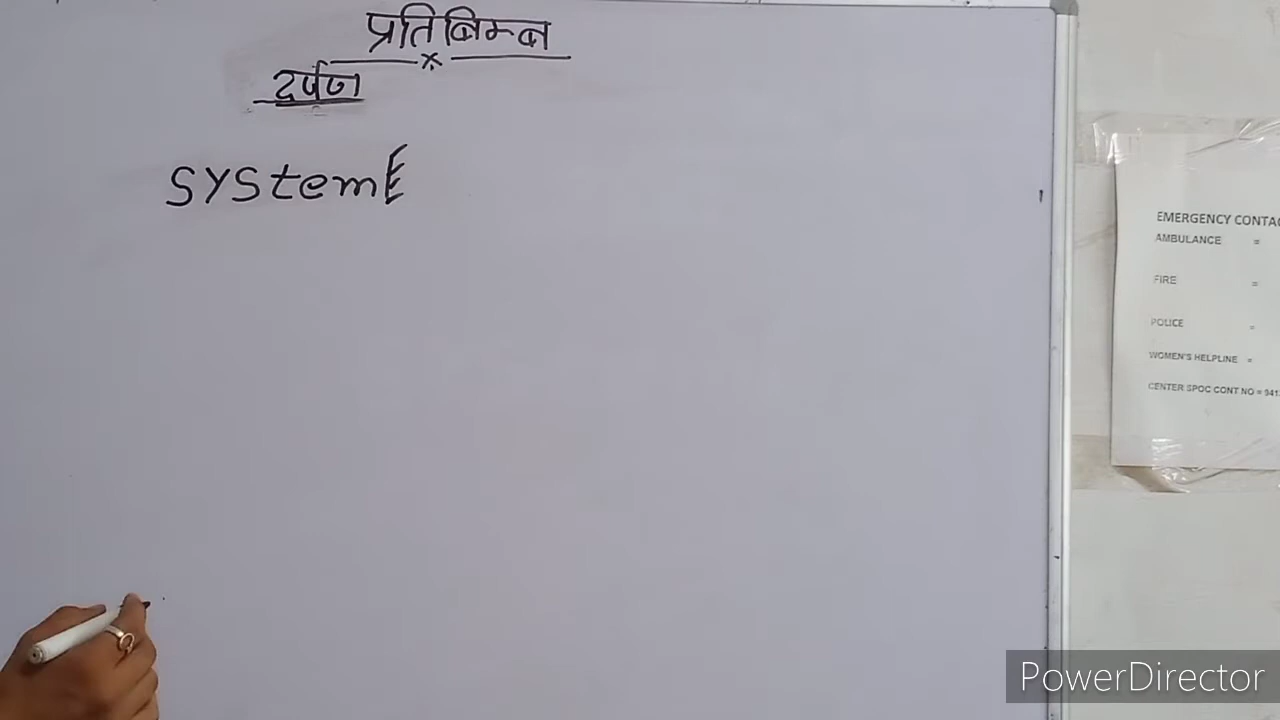 प्रतिबिम्ब
दर्पण
SYStem
EMERGENCY CONTAC
AMBULANCE =
FIRE =
POLICE =
WOMEN'S HELPLINE =
CENTER SPOC CONT NO = 941
PowerDirector